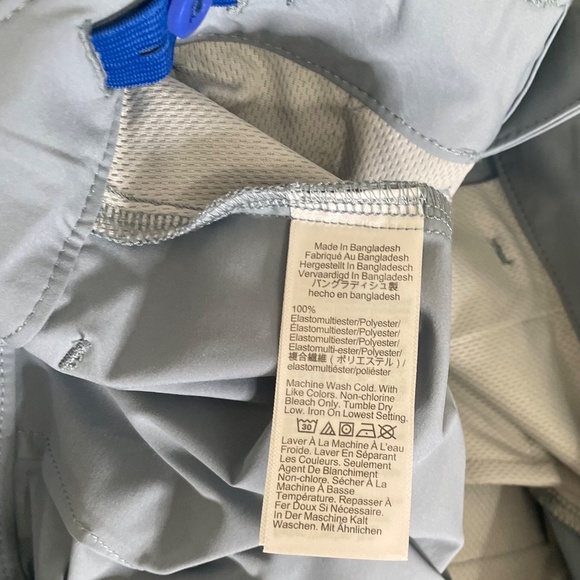 Made In Bangladesh
Fabriqué Au Bangladesh
Hergestellt In Bangladesch
Vervaardigd In Bangladesh
バングラディシュ製
hecho en bangladesh
100%
Elastomultiester/Polyester/
Élastomultiester/Polyester/
Elastomultiester/Polyester/
Elastomulti-ester/Polyester/
複合繊維(ポリエステル)/
elastomultiéster/poliéster
Machine Wash Cold. With
Like Colors. Non-chlorine
Bleach Only. Tumble Dry
Low. Iron On Lowest Setting.
30
Laver À La Machine À L'eau
Froide. Laver En Séparant
Les Couleurs. Seulement
Agent De Blanchiment
Non-chlore. Sécher À La
Machine À Basse
Température. Repasser À
Fer Doux Si Nécessaire.
In Der Maschine Kalt
Waschen. Mit Ähnlichen